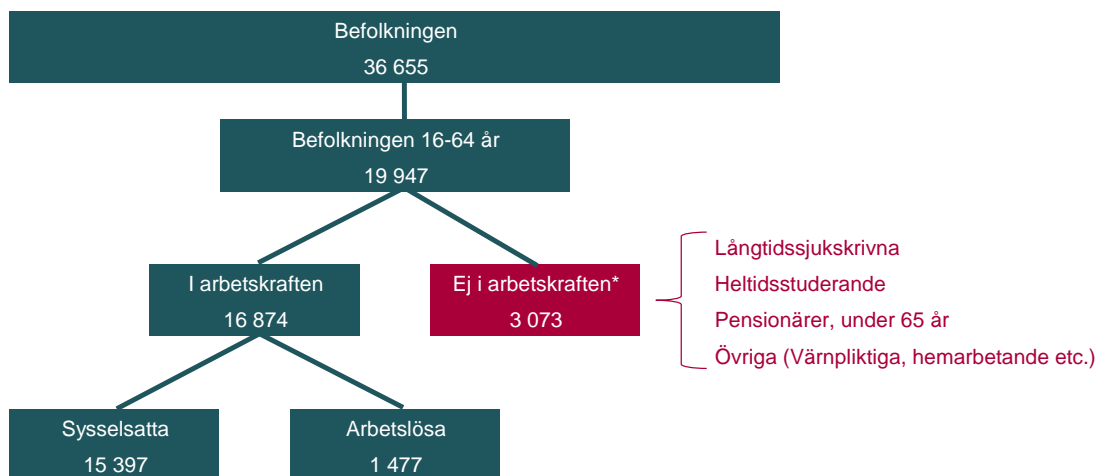 Befolkningen
36 655
Befolkningen 16-64 år
19 947
I arbetskraften
16 874
Ej i arbetskraften*
3 073
Långtidssjukskrivna
Heltidsstuderande
Pensionärer, under 65 år
Övriga (Värnpliktiga, hemarbetande etc.)
Sysselsatta
15 397
Arbetslösa
1 477